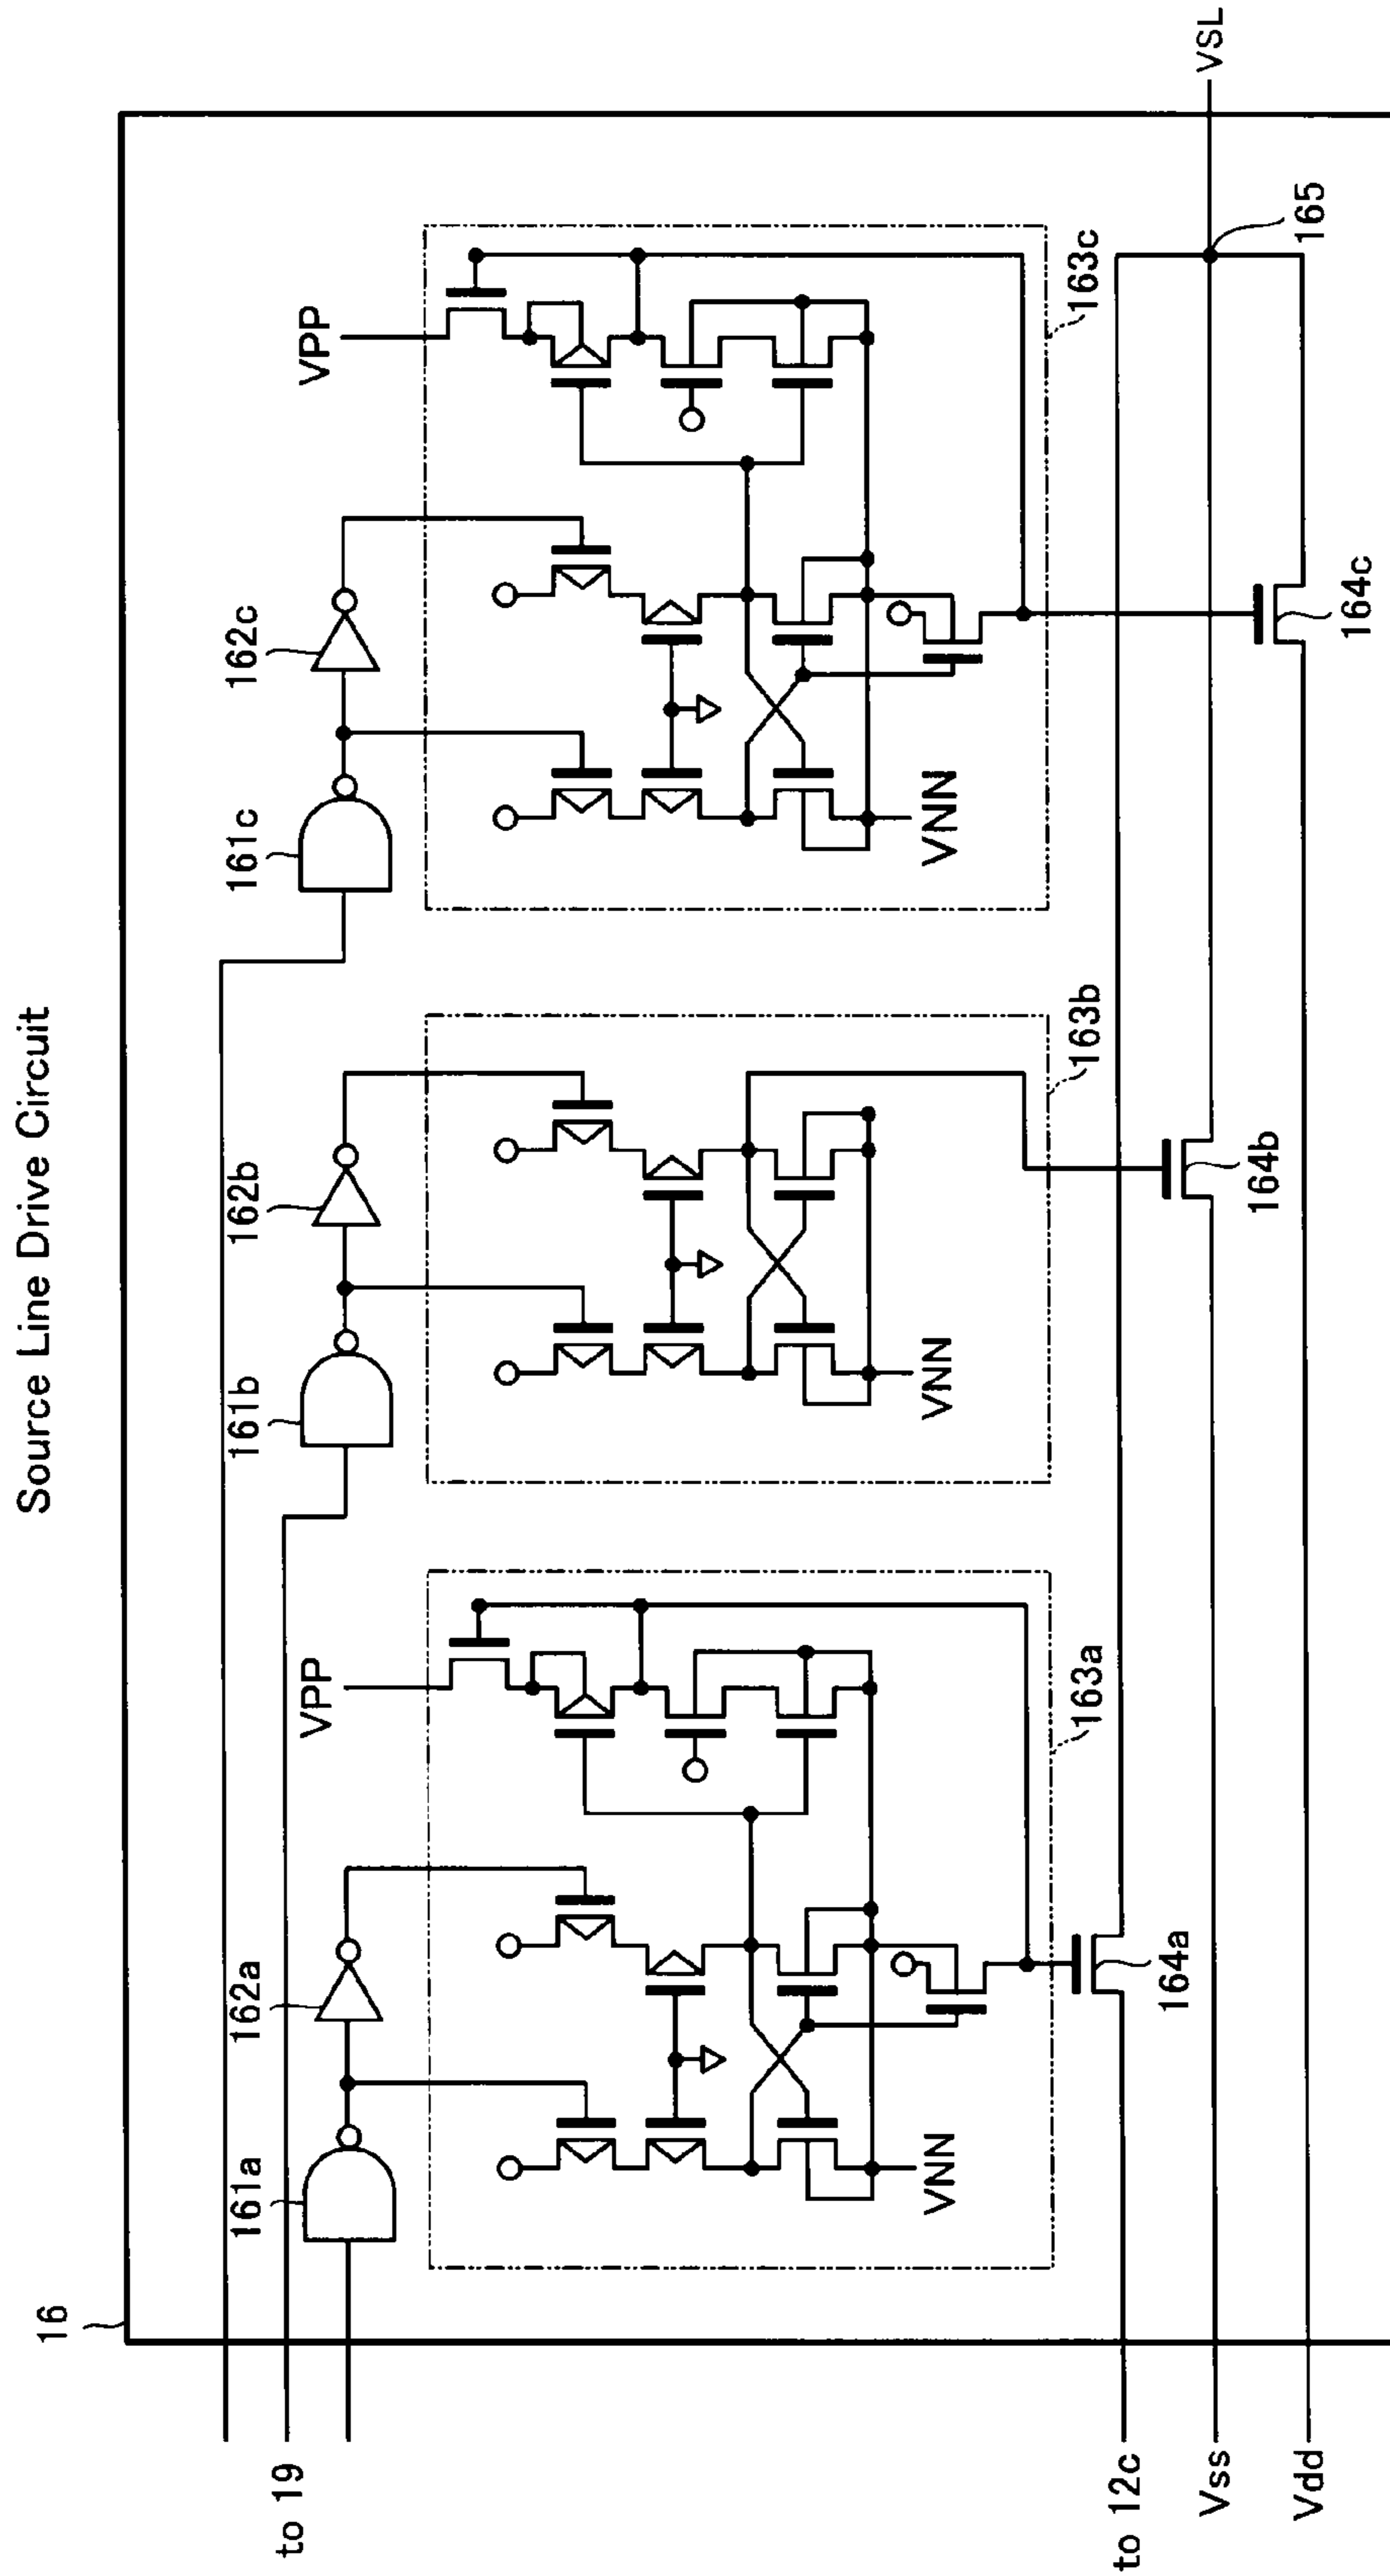 Source Line Drive Circuit
16
to 19
161a
162a
161b
162b
161c
162c
VPP
VPP
VNN
VNN
VNN
163a
163b
163c
164a
164b
164c
165
to 12c
Vss
Vdd
VSL